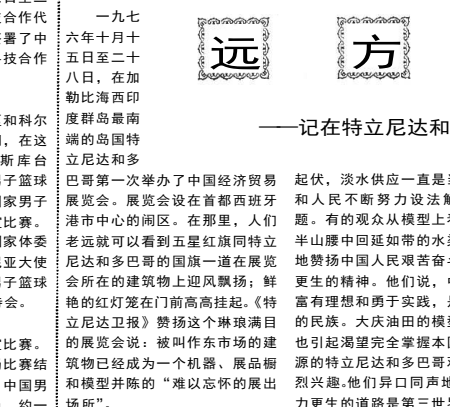 合作代
署了中
技合作
和科尔
，在这
斯库台
子篮球
家男子
比赛。
家体委
亚大使
子篮球
会。
比赛。
比赛结
中国男
远方
——记在特立尼达和
一九七
六年十月十
五日至二十
八日，在加
勒比海西印
度群岛最南
端的岛国特
立尼达和多
巴哥第一次举办了中国经济贸易
展览会。展览会设在首都西班牙
港市中心的闹区。在那里，人们
老远就可以看到五星红旗同特立
尼达和多巴哥的国旗一道在展览
会所在的建筑物上迎风飘扬；鲜
艳的红灯笼在门前高高挂起。《特
立尼达卫报》赞扬这个琳琅满目
的展览会说：被叫作东市场的建
筑物已经成为一个机器、展品橱
和模型并陈的“难以忘怀的展出
场所”。
起伏，淡水供应一直是
和人民不断努力设法
题。有的观众从模型上
半山腰中回延如带的水
地赞扬中国人民艰苦奋
更生的精神。他们说，
富有理想和勇于实践，
的民族。大庆油田的模
也引起渴望完全掌握本
源的特立尼达和多巴哥
烈兴趣。他们异口同声地
力更生的道路是第三世